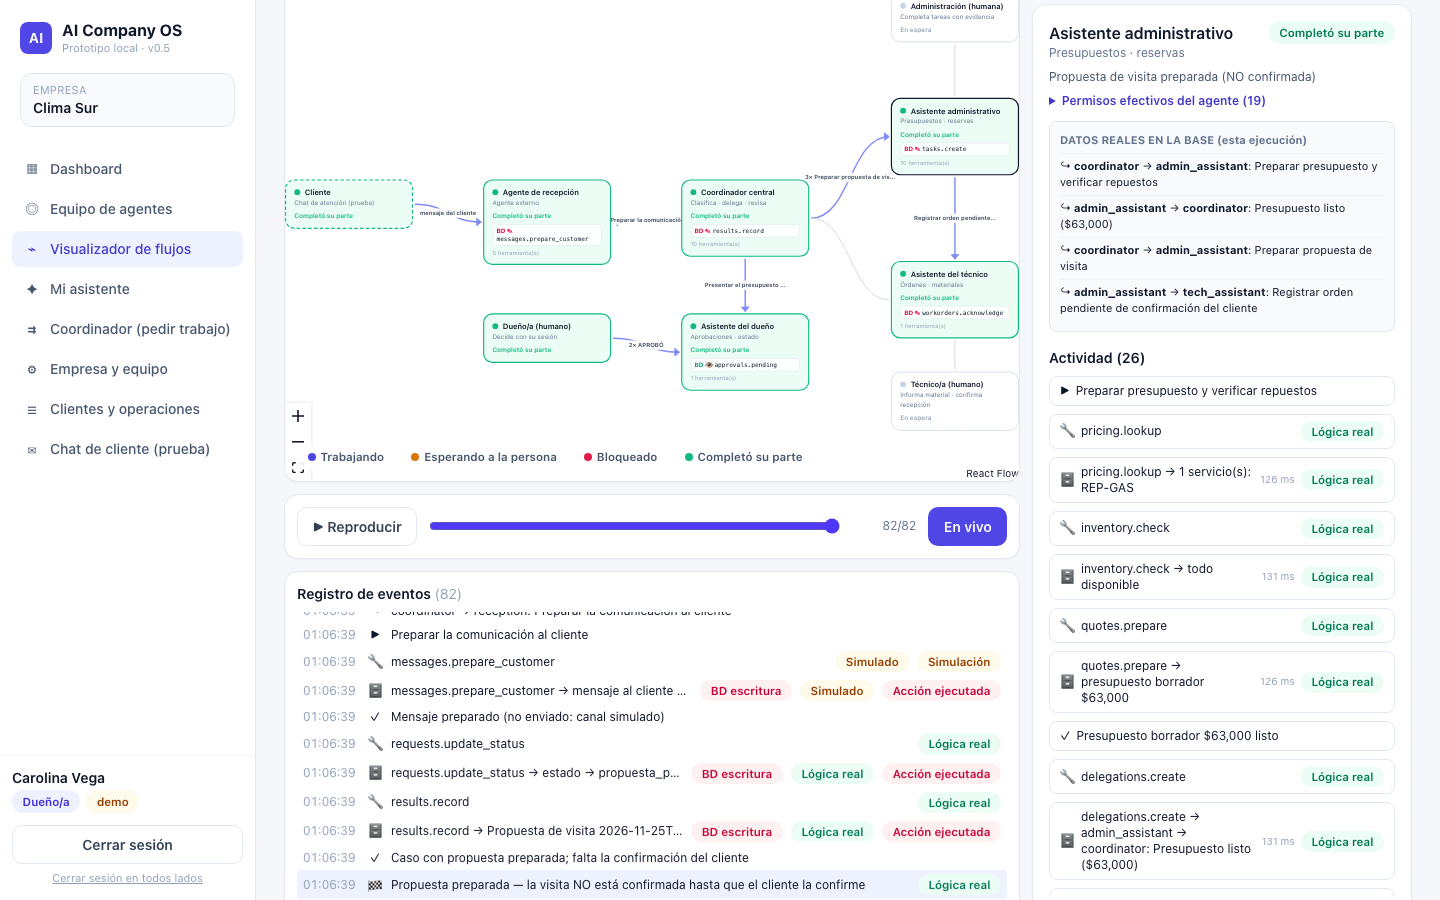 AI
AI Company OS
Prototipo local · v0.5
EMPRESA
Clima Sur
Dashboard
Equipo de agentes
Visualizador de flujos
Mi asistente
Coordinador (pedir trabajo)
Empresa y equipo
Clientes y operaciones
Chat de cliente (prueba)
Carolina Vega
Dueño/a
demo
Cerrar sesión
Cerrar sesión en todos lados
Administración (humana)
Completa tareas con evidencia
En espera
Asistente administrativo
Presupuestos · reservas
Completó su parte
BD tasks.create
10 herramienta(s)
3× Preparar propuesta de vis...
Cliente
Chat de atención (prueba)
Completó su parte
mensaje del cliente
Agente de recepción
Agente externo
Completó su parte
BD
messages.prepare_customer
5 herramienta(s)
Preparar la comunicació
Coordinador central
Clasifica · delega · revisa
Completó su parte
BD results.record
10 herramienta(s)
Registrar orden pendiente...
Asistente del técnico
Órdenes · materiales
Completó su parte
BD workorders.acknowledge
1 herramienta(s)
Presentar el presupuesto ...
Dueño/a (humano)
Decide con su sesión
Completó su parte
2× APROBÓ
Asistente del dueño
Aprobaciones · estado
Completó su parte
BD approvals.pending
1 herramienta(s)
Técnico/a (humano)
Informa material · confirma
recepción
En espera
Trabajando
Esperando a la persona
Bloqueado
Completó su parte
React Flow
Reproducir
82/82
En vivo
Registro de eventos (82)
01:06:39 coordinator → reception: Preparar la comunicación al cliente
01:06:39 Preparar la comunicación al cliente
01:06:39 messages.prepare_customer Simulado Simulación
01:06:39 messages.prepare_customer → mensaje al cliente ... BD escritura Simulado Acción ejecutada
01:06:39 ✓ Mensaje preparado (no enviado: canal simulado)
01:06:39 requests.update_status Lógica real
01:06:39 requests.update_status → estado → propuesta_p... BD escritura Lógica real Acción ejecutada
01:06:39 results.record Lógica real
01:06:39 results.record → Propuesta de visita 2026-11-25T... BD escritura Lógica real Acción ejecutada
01:06:39 ✓ Caso con propuesta preparada; falta la confirmación del cliente
01:06:39 Propuesta preparada — la visita NO está confirmada hasta que el cliente la confirme Lógica real
Asistente administrativo
Completó su parte
Presupuestos · reservas
Propuesta de visita preparada (NO confirmada)
Permisos efectivos del agente (19)
DATOS REALES EN LA BASE (esta ejecución)
↪ coordinator → admin_assistant: Preparar presupuesto y
verificar repuestos
↪ admin_assistant → coordinator: Presupuesto listo
($63,000)
↪ coordinator → admin_assistant: Preparar propuesta de
visita
↪ admin_assistant → tech_assistant: Registrar orden
pendiente de confirmación del cliente
Actividad (26)
Preparar presupuesto y verificar repuestos
pricing.lookup Lógica real
pricing.lookup → 1 servicio(s):
REP-GAS
126 ms Lógica real
inventory.check Lógica real
inventory.check → todo
disponible
131 ms Lógica real
quotes.prepare Lógica real
quotes.prepare →
presupuesto borrador
$63,000
126 ms Lógica real
✓ Presupuesto borrador $63,000 listo
delegations.create Lógica real
delegations.create →
admin_assistant →
coordinator: Presupuesto listo
($63,000)
131 ms Lógica real